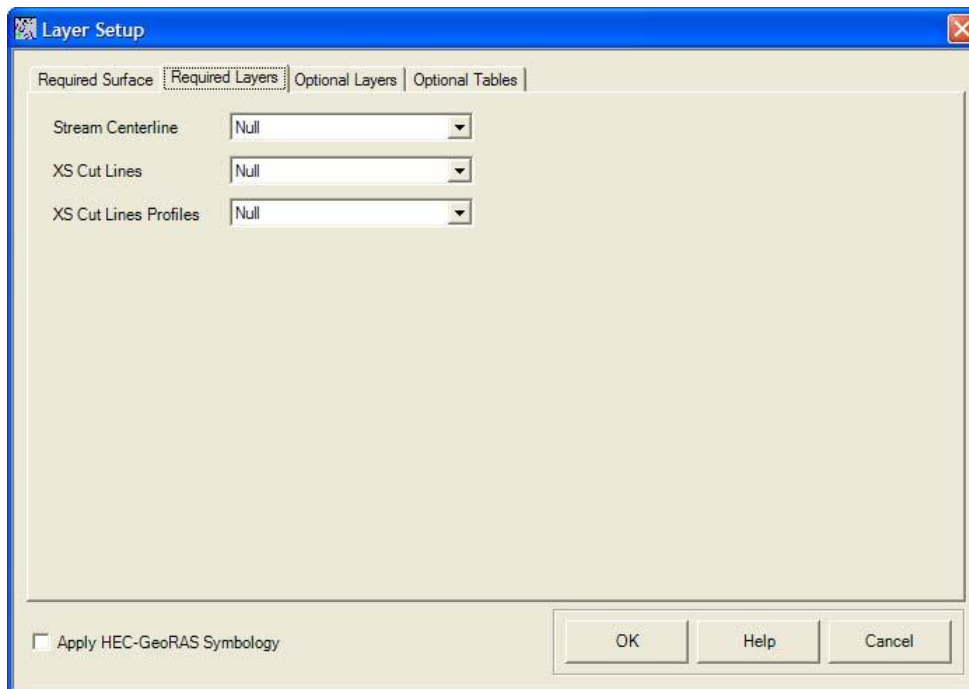 Layer Setup
Required Surface Required Layers Optional Layers Optional Tables
Stream Centerline Null
XS Cut Lines Null
XS Cut Lines Profiles Null
Apply HEC-GeoRAS Symbology OK Help Cancel